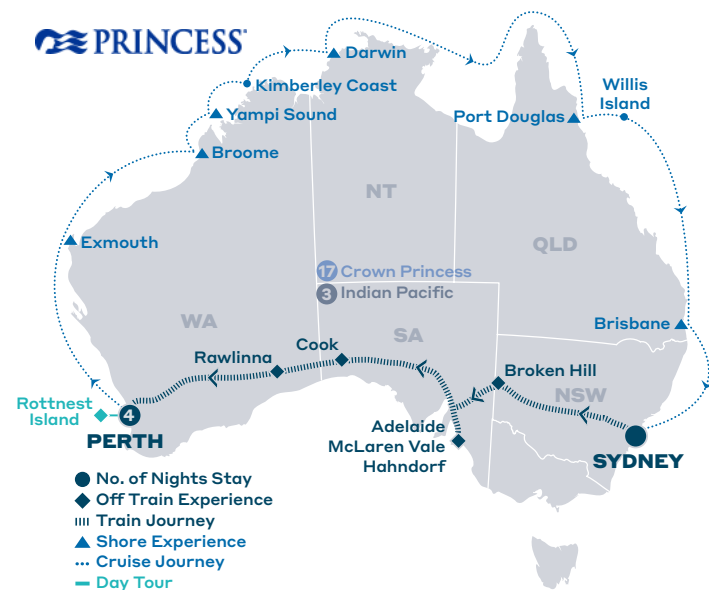 PRINCESS
Darwin
Kimberley Coast
Yampi Sound
Broome
Port Douglas
Willis
Island
Exmouth
NT
QLD
17 Crown Princess
3 Indian Pacific
WA
SA
Brisbane
Rawlinna
Cook
Broken Hill
NSW
Rottnest
Island
4
PERTH
Adelaide
McLaren Vale
Hahndorf
SYDNEY
No. of Nights Stay
Off Train Experience
Train Journey
Shore Experience
Cruise Journey
Day Tour